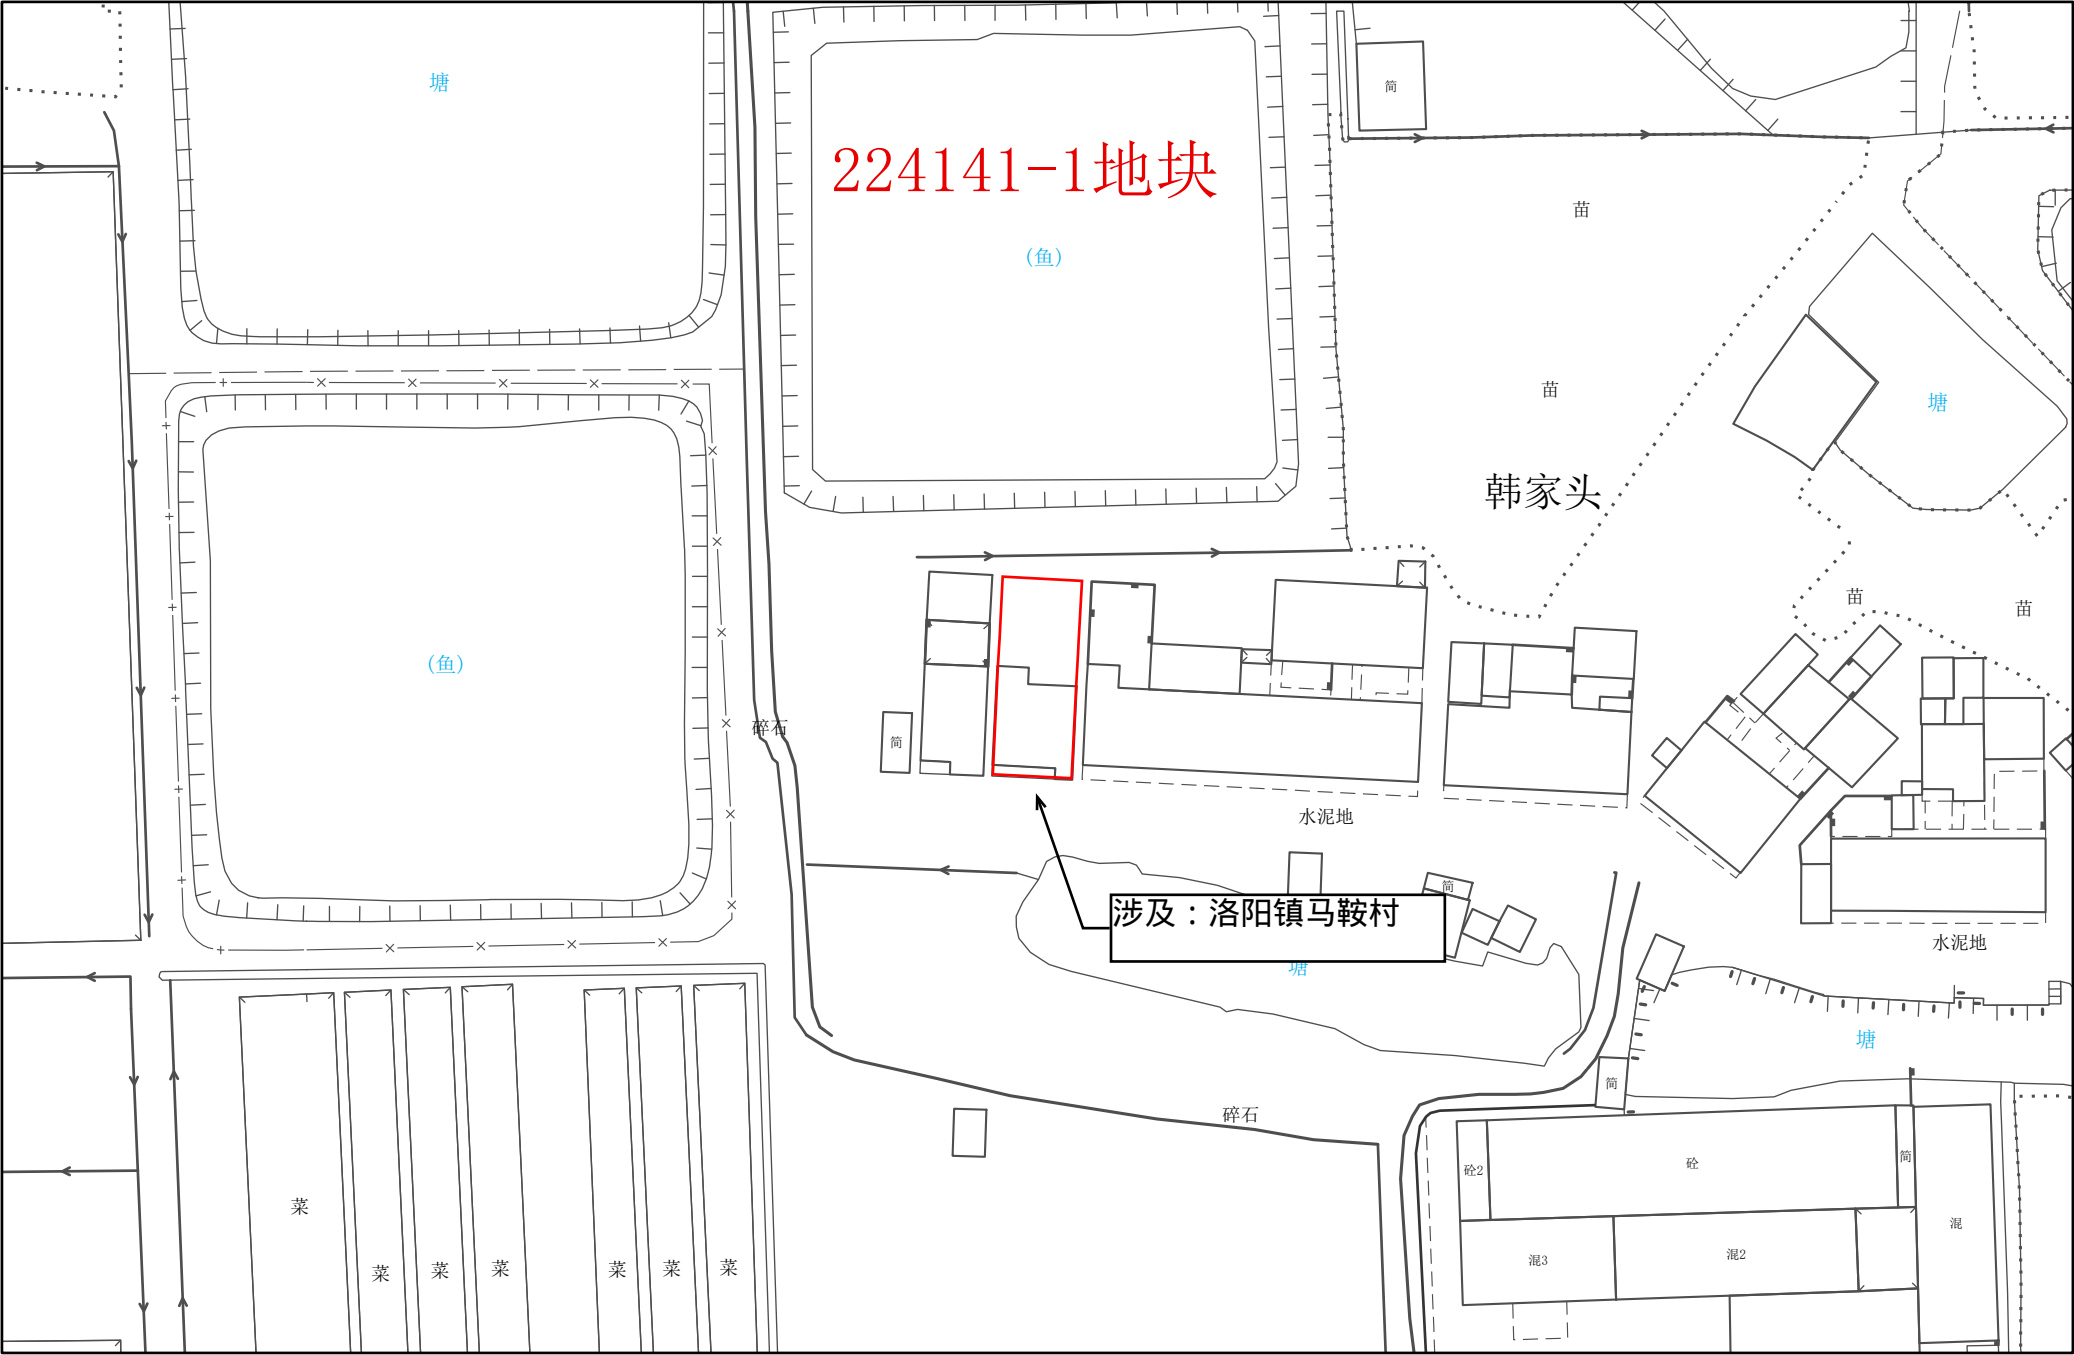 塘
简
224141-1地块
苗
(鱼)
苗
塘
韩家头
苗
苗
(鱼)
碎石
简
水泥地
简
涉及：洛阳镇马鞍村
水泥地
塘
塘
简
碎石
砼2
砼
简
混
混3
混2
菜
菜
菜
菜
菜
菜
菜